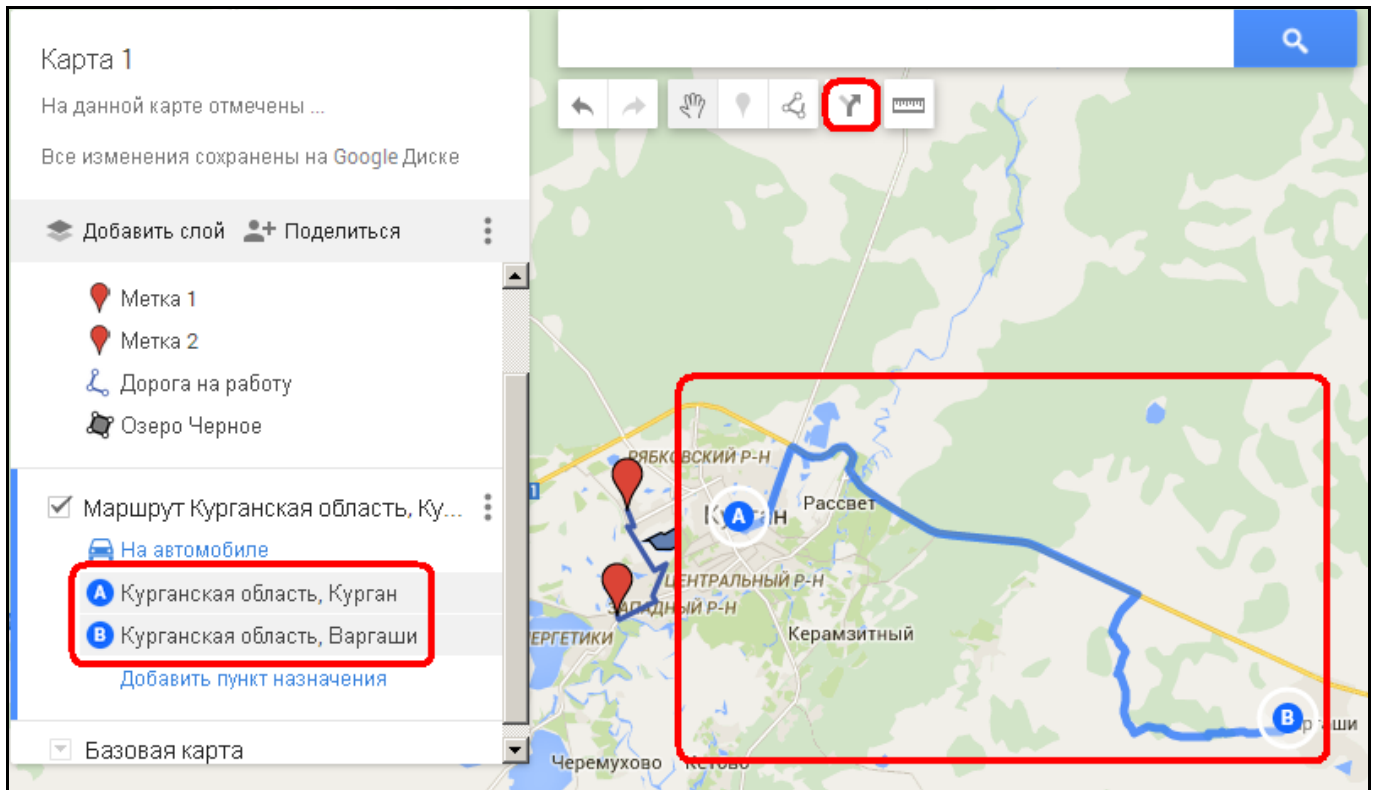 Карта 1
На данной карте отмечены ...
Все изменения сохранены на Google Диске
Добавить слой
Поделиться
Метка 1
Метка 2
Дорога на работу
Озеро Черное
Маршрут Курганская область, Ку...
На автомобиле
A Курганская область, Курган
B Курганская область, Варгаши
Добавить пункт назначения
Базовая карта
РЯБКОВСКИЙ Р-Н
1
Рассвет
A
ЦЕНТРАЛЬНЫЙ Р-Н
ЗАПАДНЫЙ Р-Н
Керамзитный
B
Черемухово
Кетово